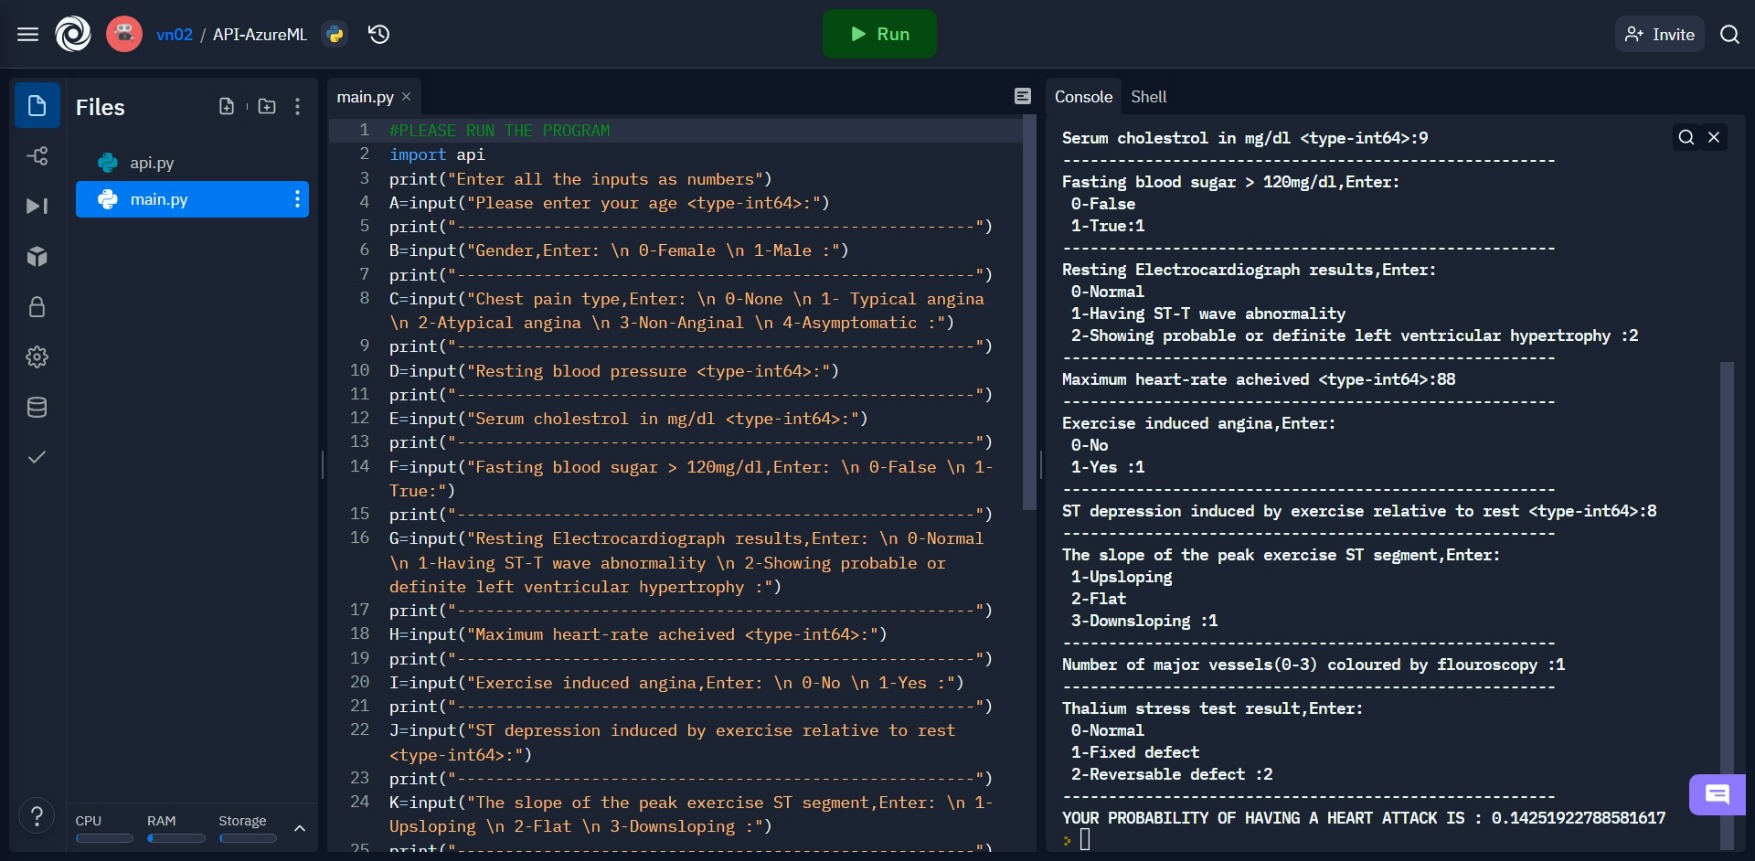 vn02 / API-AzureML
Run
Invite
Files
api.py
main.py
CPU
RAM
Storage
?
main.py ×
1 #PLEASE RUN THE PROGRAM
2 import api
3 print("Enter all the inputs as numbers")
4 A=input("Please enter your age <type-int64>:")
5 print("------------------------------------------------------")
6 B=input("Gender,Enter: \n 0-Female \n 1-Male :")
7 print("------------------------------------------------------")
8 C=input("Chest pain type,Enter: \n 0-None \n 1- Typical angina
\n 2-Atypical angina \n 3-Non-Anginal \n 4-Asymptomatic :")
9 print("------------------------------------------------------")
10 D=input("Resting blood pressure <type-int64>:")
11 print("------------------------------------------------------")
12 E=input("Serum cholestrol in mg/dl <type-int64>:")
13 print("------------------------------------------------------")
14 F=input("Fasting blood sugar > 120mg/dl,Enter: \n 0-False \n 1-
True:")
15 print("------------------------------------------------------")
16 G=input("Resting Electrocardiograph results,Enter: \n 0-Normal
\n 1-Having ST-T wave abnormality \n 2-Showing probable or
definite left ventricular hypertrophy :")
17 print("------------------------------------------------------")
18 H=input("Maximum heart-rate acheived <type-int64>:")
19 print("------------------------------------------------------")
20 I=input("Exercise induced angina,Enter: \n 0-No \n 1-Yes :")
21 print("------------------------------------------------------")
22 J=input("ST depression induced by exercise relative to rest
<type-int64>:")
23 print("------------------------------------------------------")
24 K=input("The slope of the peak exercise ST segment,Enter: \n 1-
Upsloping \n 2-Flat \n 3-Downsloping :")
25 print("------------------------------------------------------")
Console Shell
Serum cholestrol in mg/dl <type-int64>:9
------------------------------------------------------
Fasting blood sugar > 120mg/dl,Enter:
0-False
1-True:1
------------------------------------------------------
Resting Electrocardiograph results,Enter:
0-Normal
1-Having ST-T wave abnormality
2-Showing probable or definite left ventricular hypertrophy :2
------------------------------------------------------
Maximum heart-rate acheived <type-int64>:88
------------------------------------------------------
Exercise induced angina,Enter:
0-No
1-Yes :1
------------------------------------------------------
ST depression induced by exercise relative to rest <type-int64>:8
------------------------------------------------------
The slope of the peak exercise ST segment,Enter:
1-Upsloping
2-Flat
3-Downsloping :1
------------------------------------------------------
Number of major vessels(0-3) coloured by flouroscopy :1
------------------------------------------------------
Thalium stress test result,Enter:
0-Normal
1-Fixed defect
2-Reversable defect :2
------------------------------------------------------
YOUR PROBABILITY OF HAVING A HEART ATTACK IS : 0.14251922788581617
>